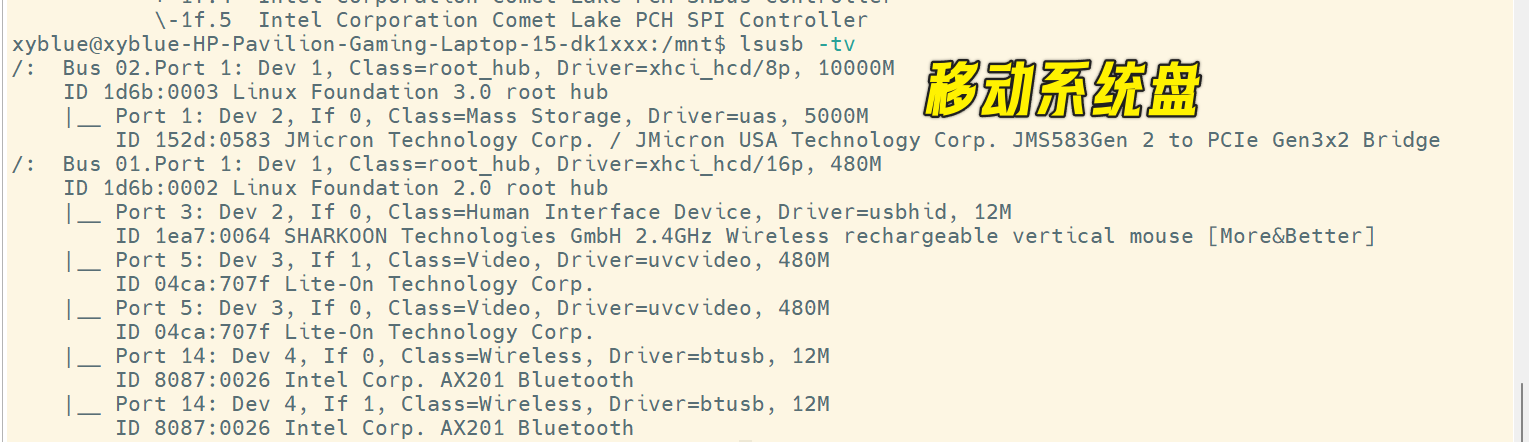 \-1f.5  Intel Corporation Comet Lake PCH SPI Controller
xyblue@xyblue-HP-Pavilion-Gaming-Laptop-15-dk1xxx:/mnt$ lsusb -tv
/:  Bus 02.Port 1: Dev 1, Class=root_hub, Driver=xhci_hcd/8p, 10000M
移动系统盘
    ID 1d6b:0003 Linux Foundation 3.0 root hub
    |__ Port 1: Dev 2, If 0, Class=Mass Storage, Driver=uas, 5000M
        ID 152d:0583 JMicron Technology Corp. / JMicron USA Technology Corp. JMS583Gen 2 to PCIe Gen3x2 Bridge
/:  Bus 01.Port 1: Dev 1, Class=root_hub, Driver=xhci_hcd/16p, 480M
    ID 1d6b:0002 Linux Foundation 2.0 root hub
    |__ Port 3: Dev 2, If 0, Class=Human Interface Device, Driver=usbhid, 12M
        ID 1ea7:0064 SHARKOON Technologies GmbH 2.4GHz Wireless rechargeable vertical mouse [More&Better]
    |__ Port 5: Dev 3, If 1, Class=Video, Driver=uvcvideo, 480M
        ID 04ca:707f Lite-On Technology Corp.
    |__ Port 5: Dev 3, If 0, Class=Video, Driver=uvcvideo, 480M
        ID 04ca:707f Lite-On Technology Corp.
    |__ Port 14: Dev 4, If 0, Class=Wireless, Driver=btusb, 12M
        ID 8087:0026 Intel Corp. AX201 Bluetooth
    |__ Port 14: Dev 4, If 1, Class=Wireless, Driver=btusb, 12M
        ID 8087:0026 Intel Corp. AX201 Bluetooth